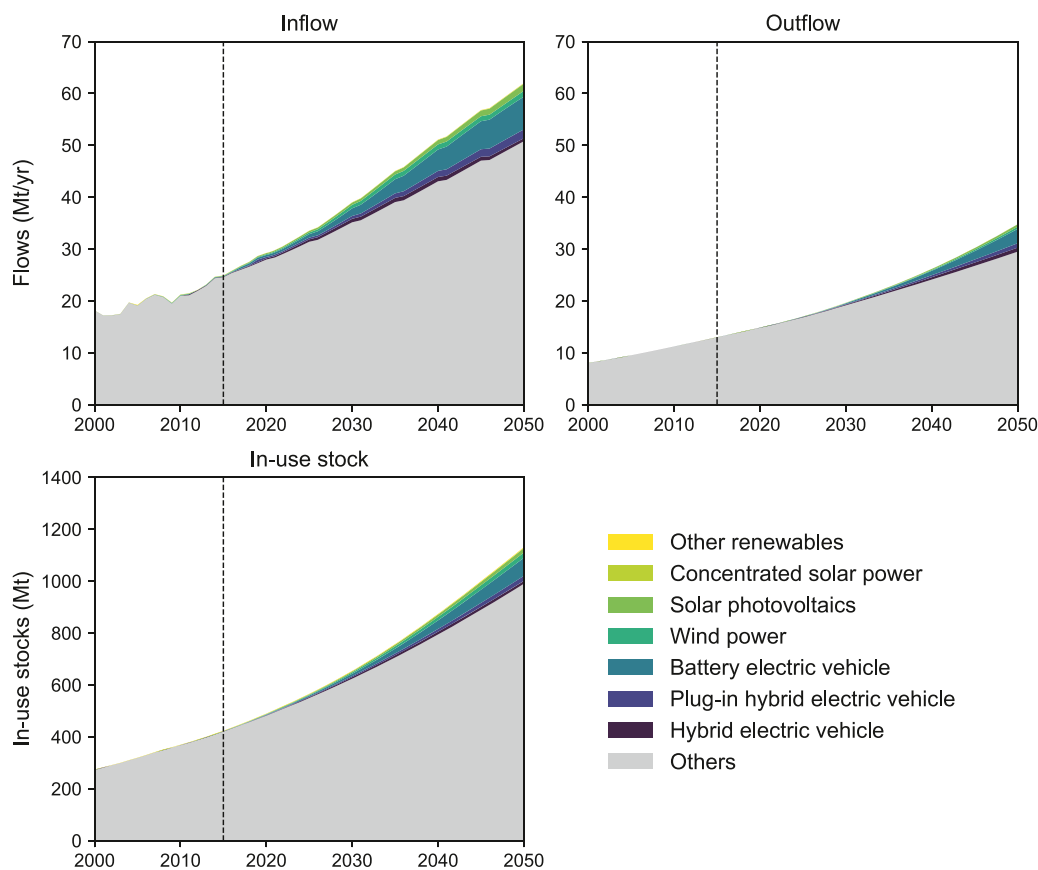 Inflow
Outflow
70
60
50
40
30
20
10
0
Flows (Mt/yr)
2000 2010 2020 2030 2040 2050
70
60
50
40
30
20
10
0
2000 2010 2020 2030 2040 2050
In-use stock
1400
1200
1000
800
600
400
200
0
In-use stocks (Mt)
2000 2010 2020 2030 2040 2050
Other renewables
Concentrated solar power
Solar photovoltaics
Wind power
Battery electric vehicle
Plug-in hybrid electric vehicle
Hybrid electric vehicle
Others